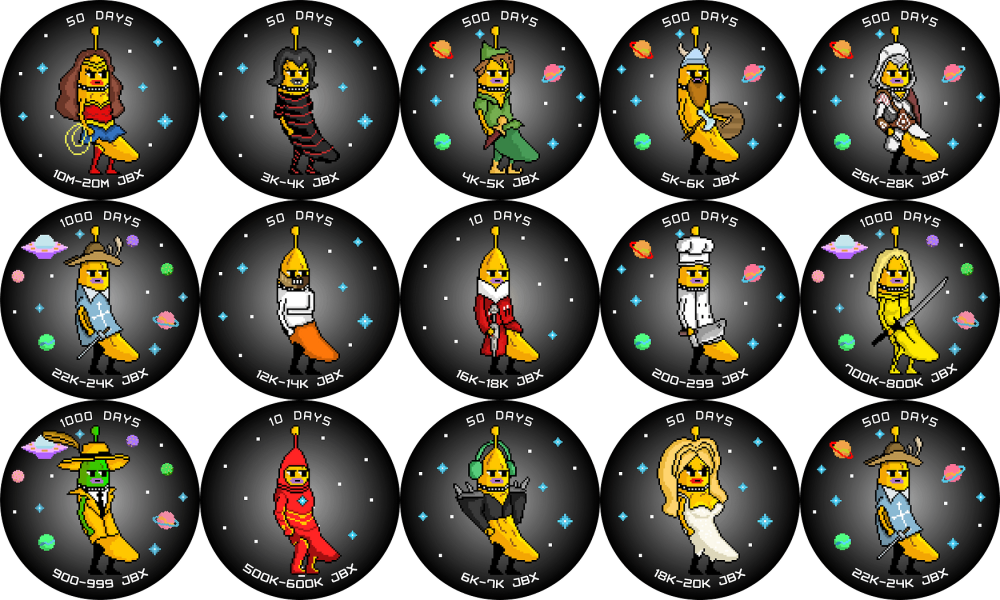 50 DAYS
10M-20M JBX
50 DAYS
3K-4K JBX
500 DAYS
4K-5K JBX
500 DAYS
5K-6K JBX
500 DAYS
26K-28K JBX
1000 DAYS
22K-24K JBX
50 DAYS
12K-14K JBX
10 DAYS
16K-18K JBX
500 DAYS
200-299 JBX
1000 DAYS
700K-800K JBX
1000 DAYS
900-999 JBX
10 DAYS
500K-600K JBX
50 DAYS
6K-7K JBX
50 DAYS
18K-20K JBX
500 DAYS
22K-24K JBX